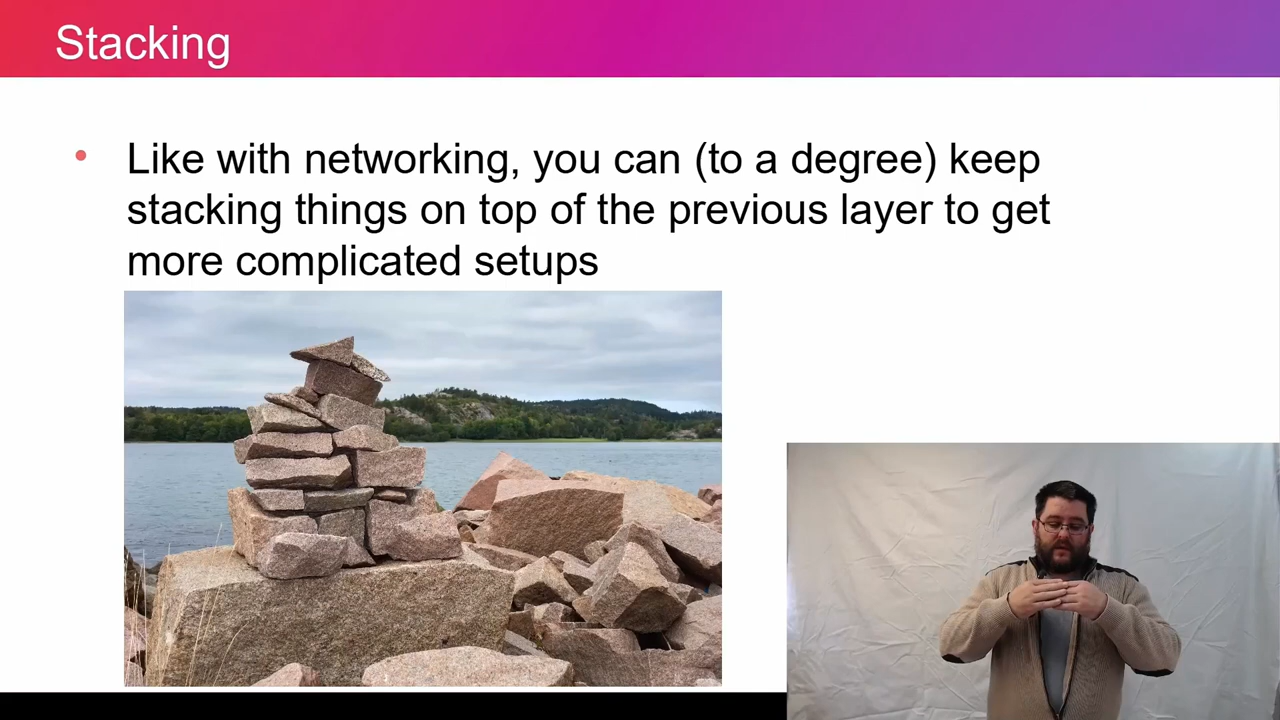 Stacking
Like with networking, you can (to a degree) keep
stacking things on top of the previous layer to get
more complicated setups